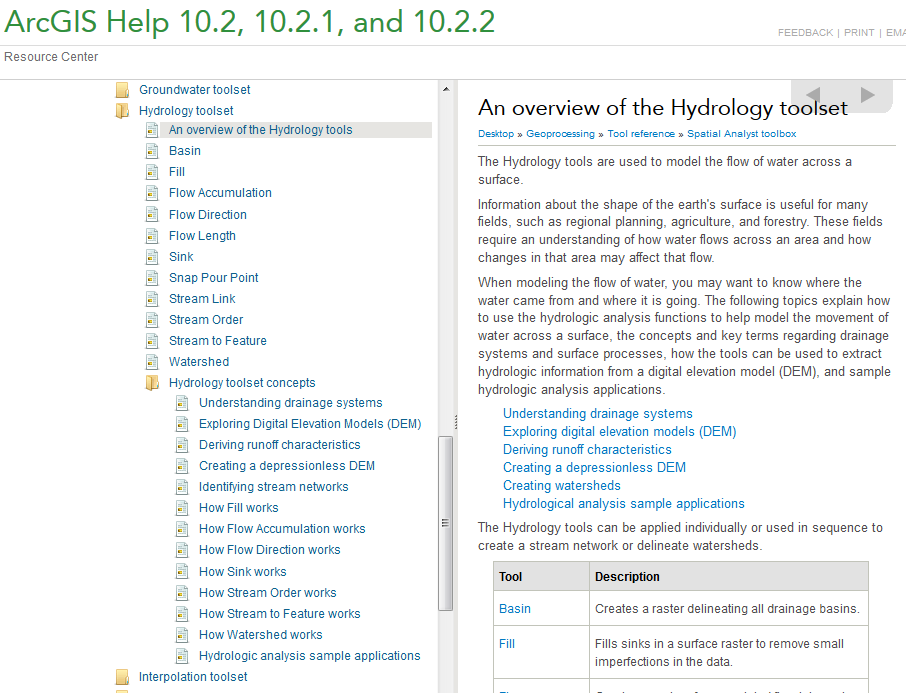 ArcGIS Help 10.2, 10.2.1, and 10.2.2
FEEDBACK | PRINT |
Resource Center
Groundwater toolset
Hydrology toolset
An overview of the Hydrology tools
Basin
Fill
Flow Accumulation
Flow Direction
Flow Length
Sink
Snap Pour Point
Stream Link
Stream Order
Stream to Feature
Watershed
Hydrology toolset concepts
Understanding drainage systems
Exploring Digital Elevation Models (DEM)
Deriving runoff characteristics
Creating a depressionless DEM
Identifying stream networks
How Fill works
How Flow Accumulation works
How Flow Direction works
How Sink works
How Stream Order works
How Stream to Feature works
How Watershed works
Hydrologic analysis sample applications
Interpolation toolset
An overview of the Hydrology toolset
Desktop » Geoprocessing » Tool reference » Spatial Analyst toolbox
The Hydrology tools are used to model the flow of water across a
surface.
Information about the shape of the earth's surface is useful for many
fields, such as regional planning, agriculture, and forestry. These fields
require an understanding of how water flows across an area and how
changes in that area may affect that flow.
When modeling the flow of water, you may want to know where the
water came from and where it is going. The following topics explain how
to use the hydrologic analysis functions to help model the movement of
water across a surface, the concepts and key terms regarding drainage
systems and surface processes, how the tools can be used to extract
hydrologic information from a digital elevation model (DEM), and sample
hydrologic analysis applications.
Understanding drainage systems
Exploring digital elevation models (DEM)
Deriving runoff characteristics
Creating a depressionless DEM
Creating watersheds
Hydrological analysis sample applications
The Hydrology tools can be applied individually or used in sequence to
create a stream network or delineate watersheds.
Tool Description
Basin Creates a raster delineating all drainage basins.
Fill Fills sinks in a surface raster to remove small
imperfections in the data.